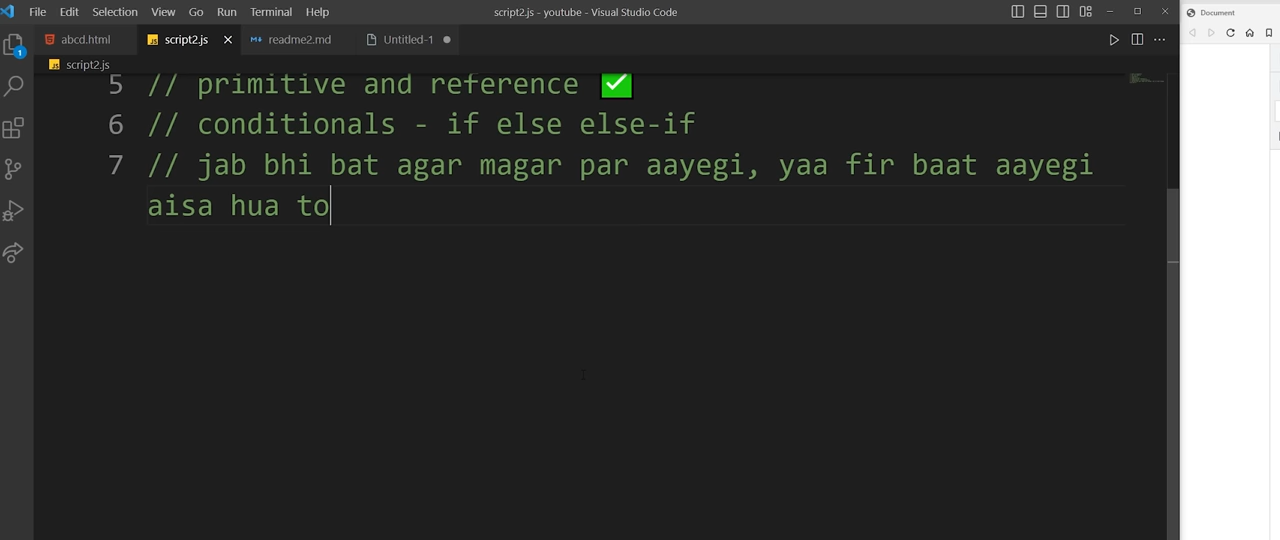 File Edit Selection View Go Run Terminal Help script2.js - youtube - Visual Studio Code
Document
abcd.html script2.js readme2.md Untitled-1
script2.js
1
5 // primitive and reference ✅
6 // conditionals - if else else-if
7 // jab bhi bat agar magar par aayegi, yaa fir baat aayegi
aisa hua to